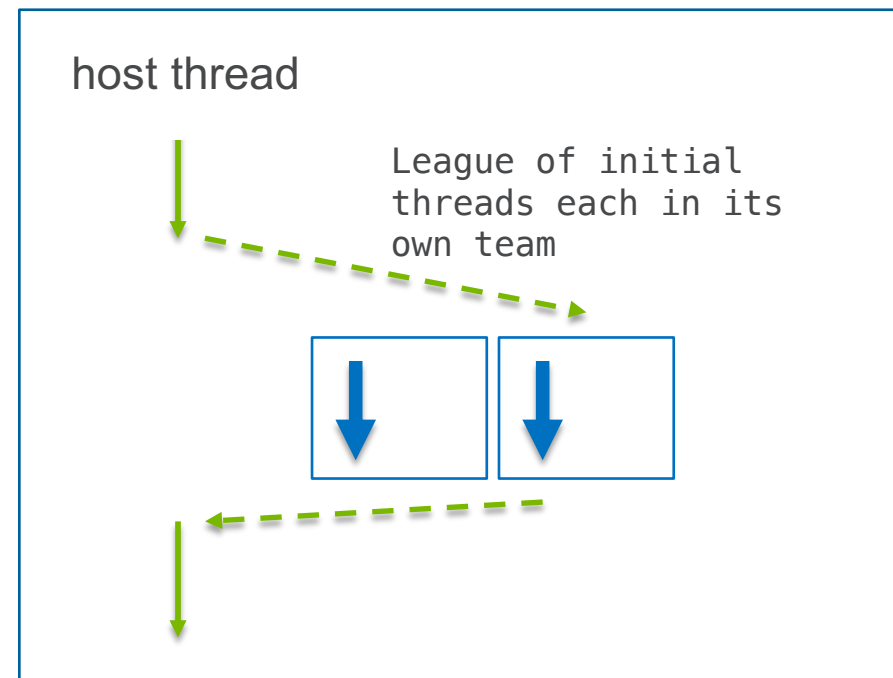 host thread
League of initial
threads each in its
own team